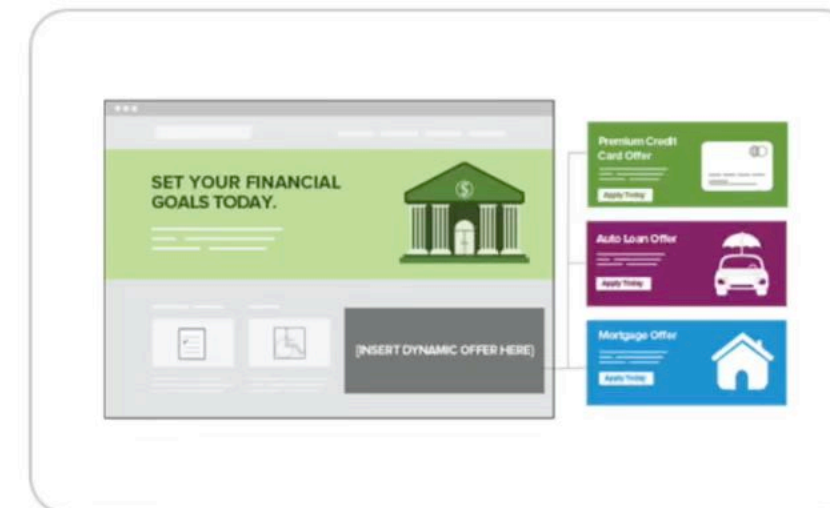 SET YOUR FINANCIAL
GOALS TODAY.
[INSERT DYNAMIC OFFER HERE]
Premium Credit
Card Offer
Apply Today
Auto Loan Offer
Apply Today
Mortgage Offer
Apply Today